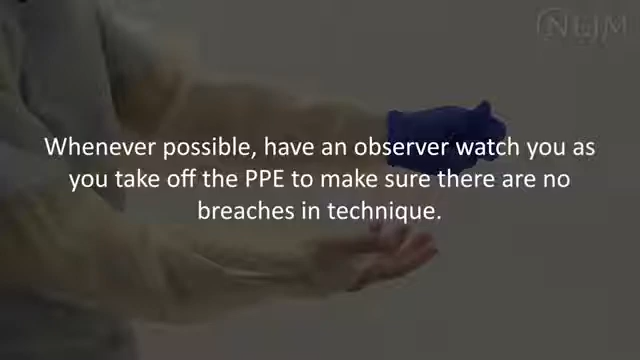 NEJM
Whenever possible, have an observer watch you as
you take off the PPE to make sure there are no
breaches in technique.